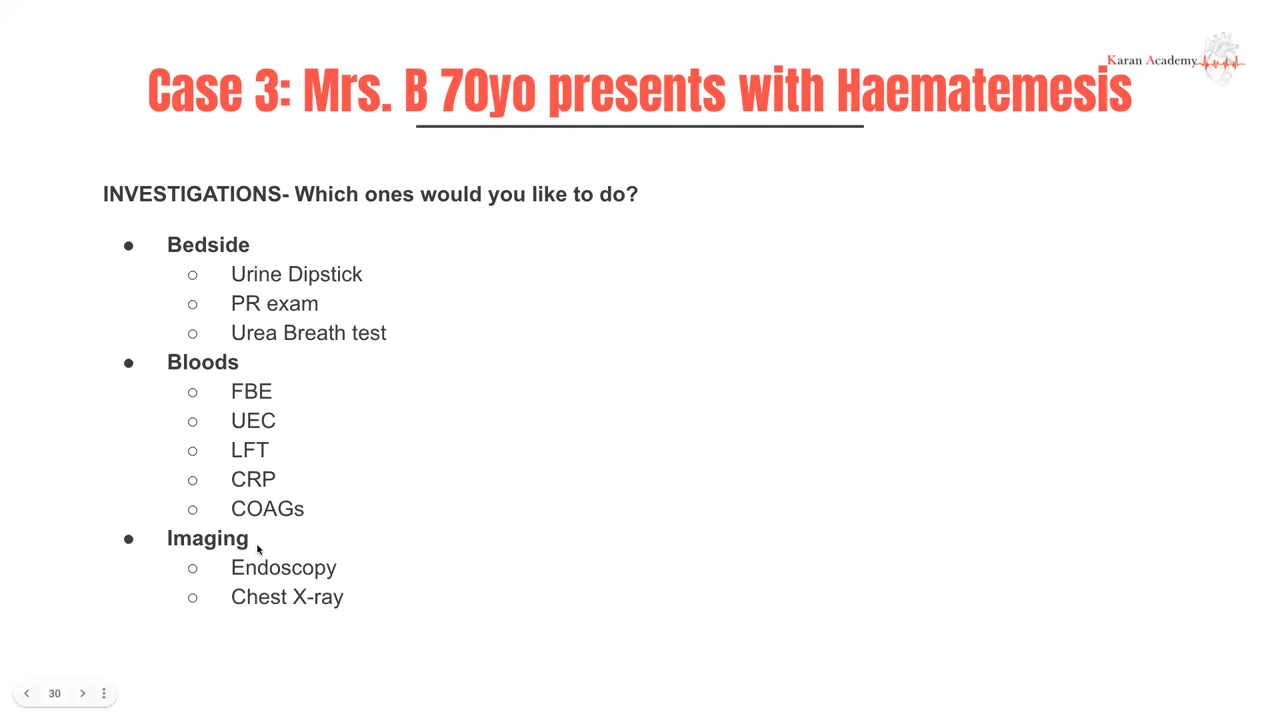 Karan Academy
Case 3: Mrs. B 70yo presents with Haematemesis
INVESTIGATIONS- Which ones would you like to do?
● Bedside
○ Urine Dipstick
○ PR exam
○ Urea Breath test
● Bloods
○ FBE
○ UEC
○ LFT
○ CRP
○ COAGs
● Imaging
○ Endoscopy
○ Chest X-ray
30